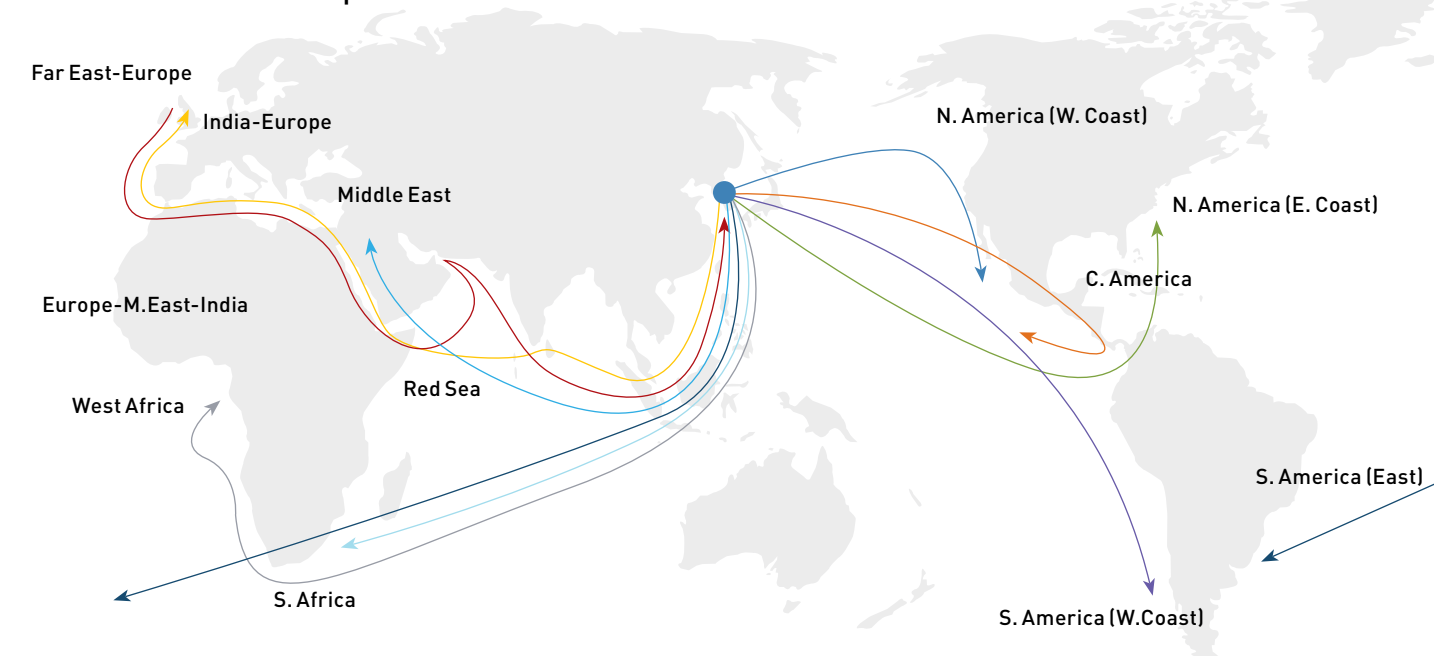 Far East-Europe
N. America (W. Coast)
India-Europe
Middle East
N. America (E. Coast)
C. America
Europe-M.East-India
Red Sea
West Africa
S. America (East)
S. Africa
S. America (W.Coast)